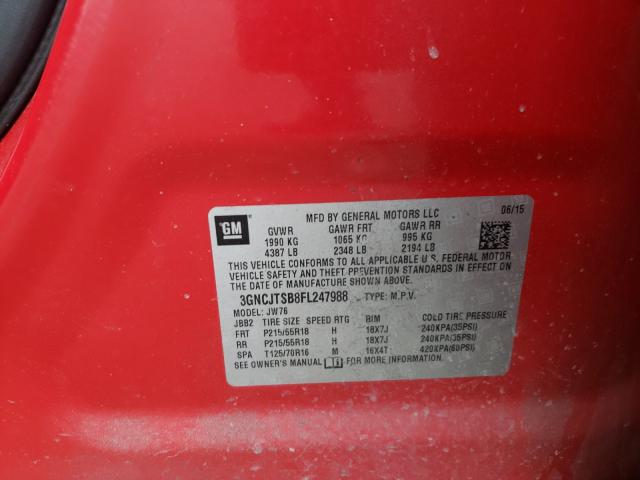 GM
MFD BY GENERAL MOTORS LLC 06/15
GVWR GAWR FRT GAWR RR
1990 KG 1065 KG 995 KG
4387 LB 2348 LB 2194 LB
THIS VEHICLE CONFORMS TO ALL APPLICABLE U.S. FEDERAL MOTOR
VEHICLE SAFETY AND THEFT PREVENTION STANDARDS IN EFFECT ON
THE DATE OF MANUFACTURE SHOWN ABOVE.
3GNCJTSB8FL247988 TYPE: M.P.V.
MODEL: JW76
JBB2 TIRE SIZE SPEED RTG RIM COLD TIRE PRESSURE
FRT P215/55R18 H 18X7J 240KPA(35PSI)
RR P215/55R18 H 18X7J 240KPA(35PSI)
SPA T125/70R16 M 16X4T 420KPA(60PSI)
SEE OWNER'S MANUAL FOR MORE INFORMATION.